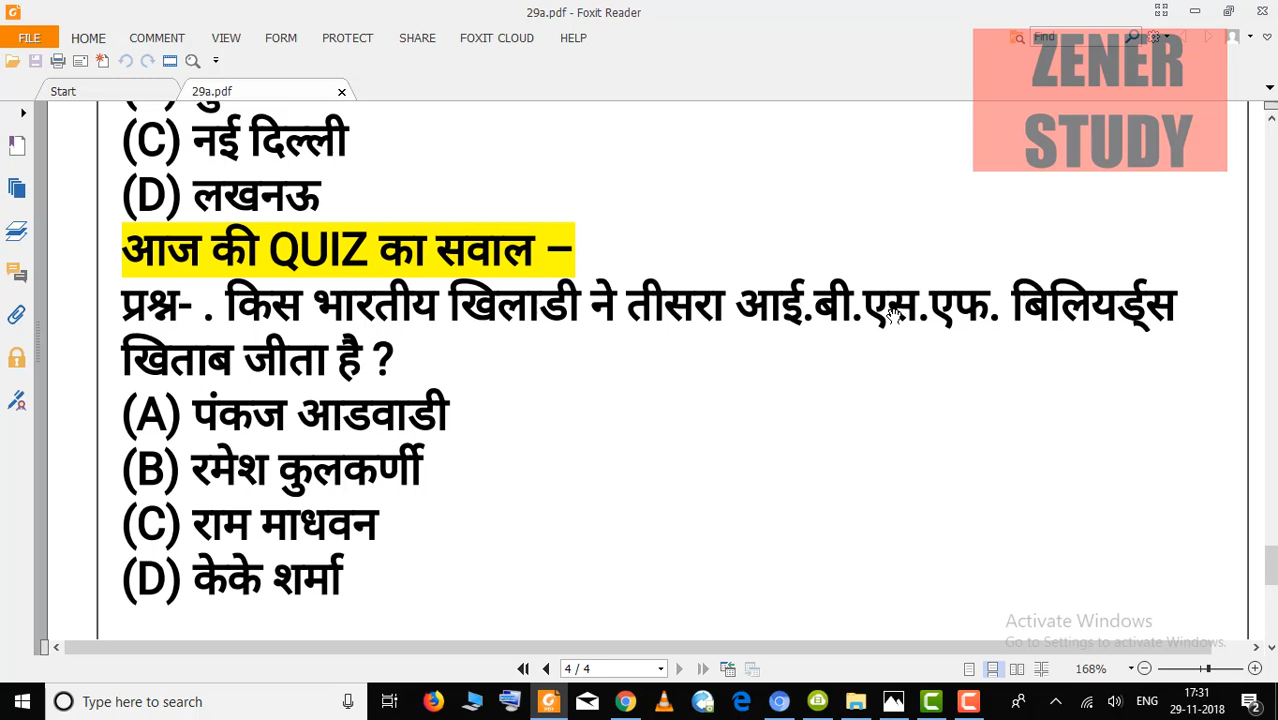 29a.pdf - Foxit Reader
FILE HOME COMMENT VIEW FORM PROTECT SHARE FOXIT CLOUD HELP Find
Start 29a.pdf
ZENER
STUDY
(C) नई दिल्ली
(D) लखनऊ
आज की QUIZ का सवाल –
प्रश्न- . किस भारतीय खिलाडी ने तीसरा आई.बी.एस.एफ. बिलियर्ड्स
खिताब जीता है ?
(A) पंकज आडवाडी
(B) रमेश कुलकर्णी
(C) राम माधवन
(D) केके शर्मा
Activate Windows
Go to Settings to activate Windows.
4 / 4 168%
Type here to search ENG 17:31
29-11-2018 2